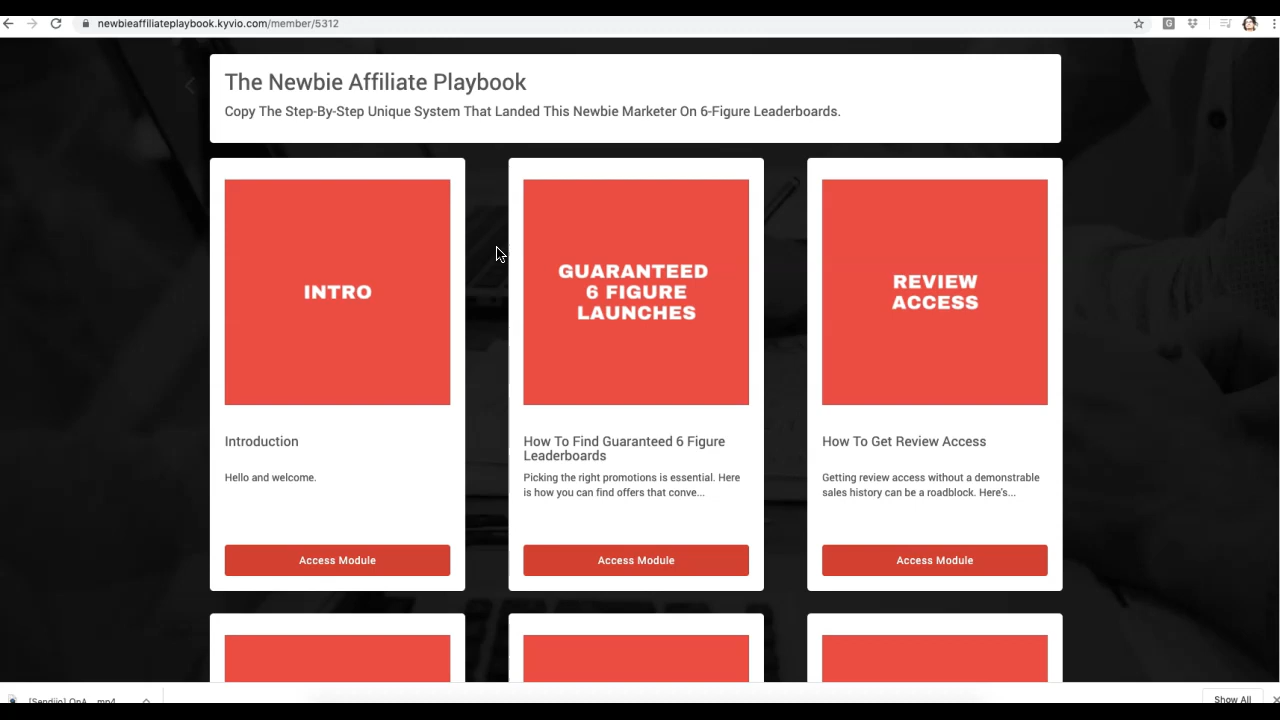 newbieaffiliateplaybook.kyvio.com/member/5312
The Newbie Affiliate Playbook
Copy The Step-By-Step Unique System That Landed This Newbie Marketer On 6-Figure Leaderboards.
INTRO
Introduction
Hello and welcome.
Access Module
GUARANTEED
6 FIGURE
LAUNCHES
How To Find Guaranteed 6 Figure
Leaderboards
Picking the right promotions is essential. Here
is how you can find offers that conve...
Access Module
REVIEW
ACCESS
How To Get Review Access
Getting review access without a demonstrable
sales history can be a roadblock. Here's...
Access Module
[Sendiio] OpA....mp4
Show All